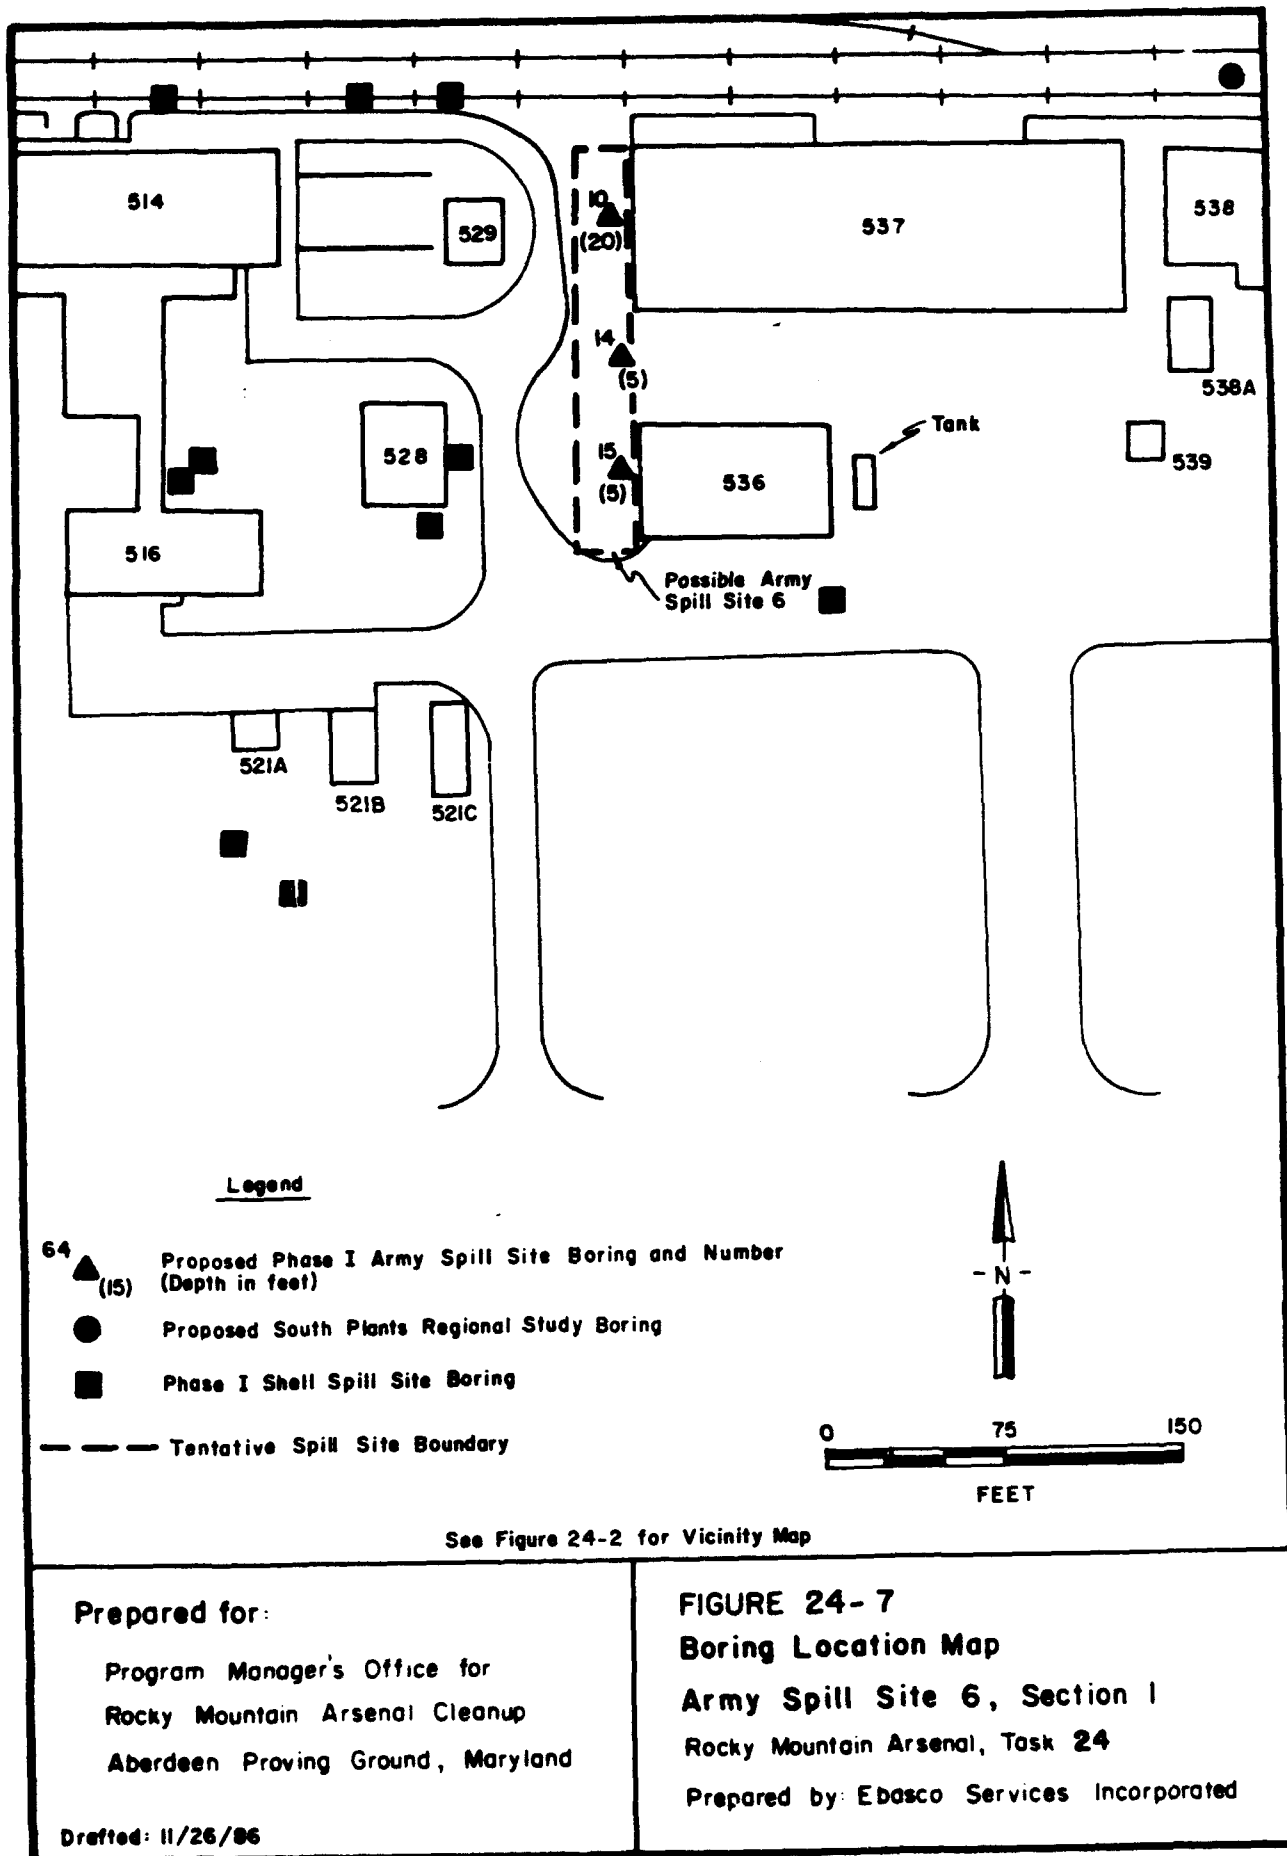 514
529
10
(20)
537
538
14
(5)
538A
528
15
(5)
536
Tank
539
516
Possible Army
Spill Site 6
521A
521B
521C
Legend
64
(15)
Proposed Phase I Army Spill Site Boring and Number
(Depth in feet)
Proposed South Plants Regional Study Boring
Phase I Shell Spill Site Boring
Tentative Spill Site Boundary
- N -
0 75 150
FEET
See Figure 24-2 for Vicinity Map
Prepared for:
Program Manager's Office for
Rocky Mountain Arsenal Cleanup
Aberdeen Proving Ground, Maryland
Drafted: 11/26/86
FIGURE 24-7
Boring Location Map
Army Spill Site 6, Section 1
Rocky Mountain Arsenal, Task 24
Prepared by: Ebasco Services Incorporated